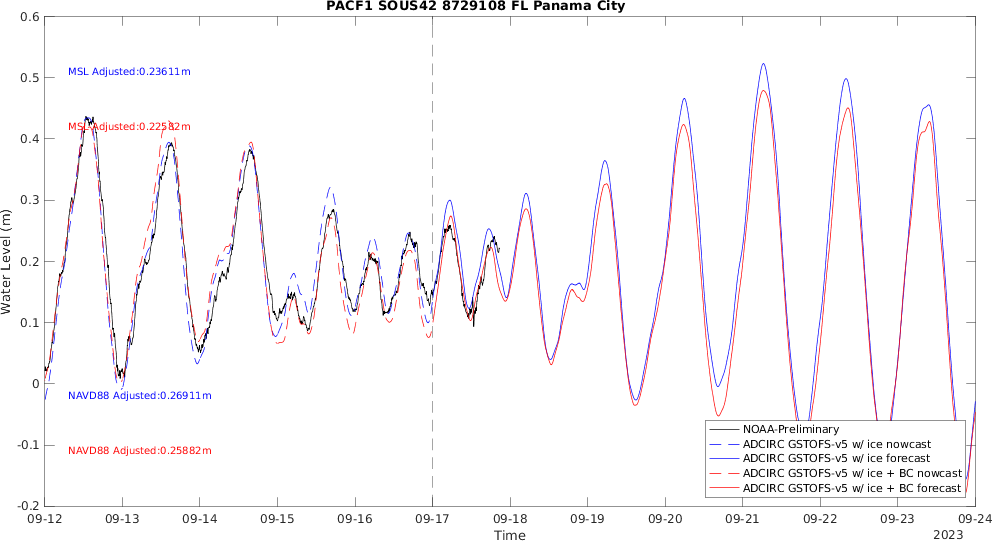 PACF1 SOUS42 8729108 FL Panama City
0.6
0.5
0.4
0.3
0.2
0.1
0
-0.1
-0.2
Water Level (m)
MSL Adjusted:0.23611m
MSL Adjusted:0.22582m
NAVD88 Adjusted:0.26911m
NAVD88 Adjusted:0.25882m
NOAA-Preliminary
ADCIRC GSTOFS-v5 w/ ice nowcast
ADCIRC GSTOFS-v5 w/ ice forecast
ADCIRC GSTOFS-v5 w/ ice + BC nowcast
ADCIRC GSTOFS-v5 w/ ice + BC forecast
09-12 09-13 09-14 09-15 09-16 09-17 09-18 09-19 09-20 09-21 09-22 09-23 09-24
Time
2023